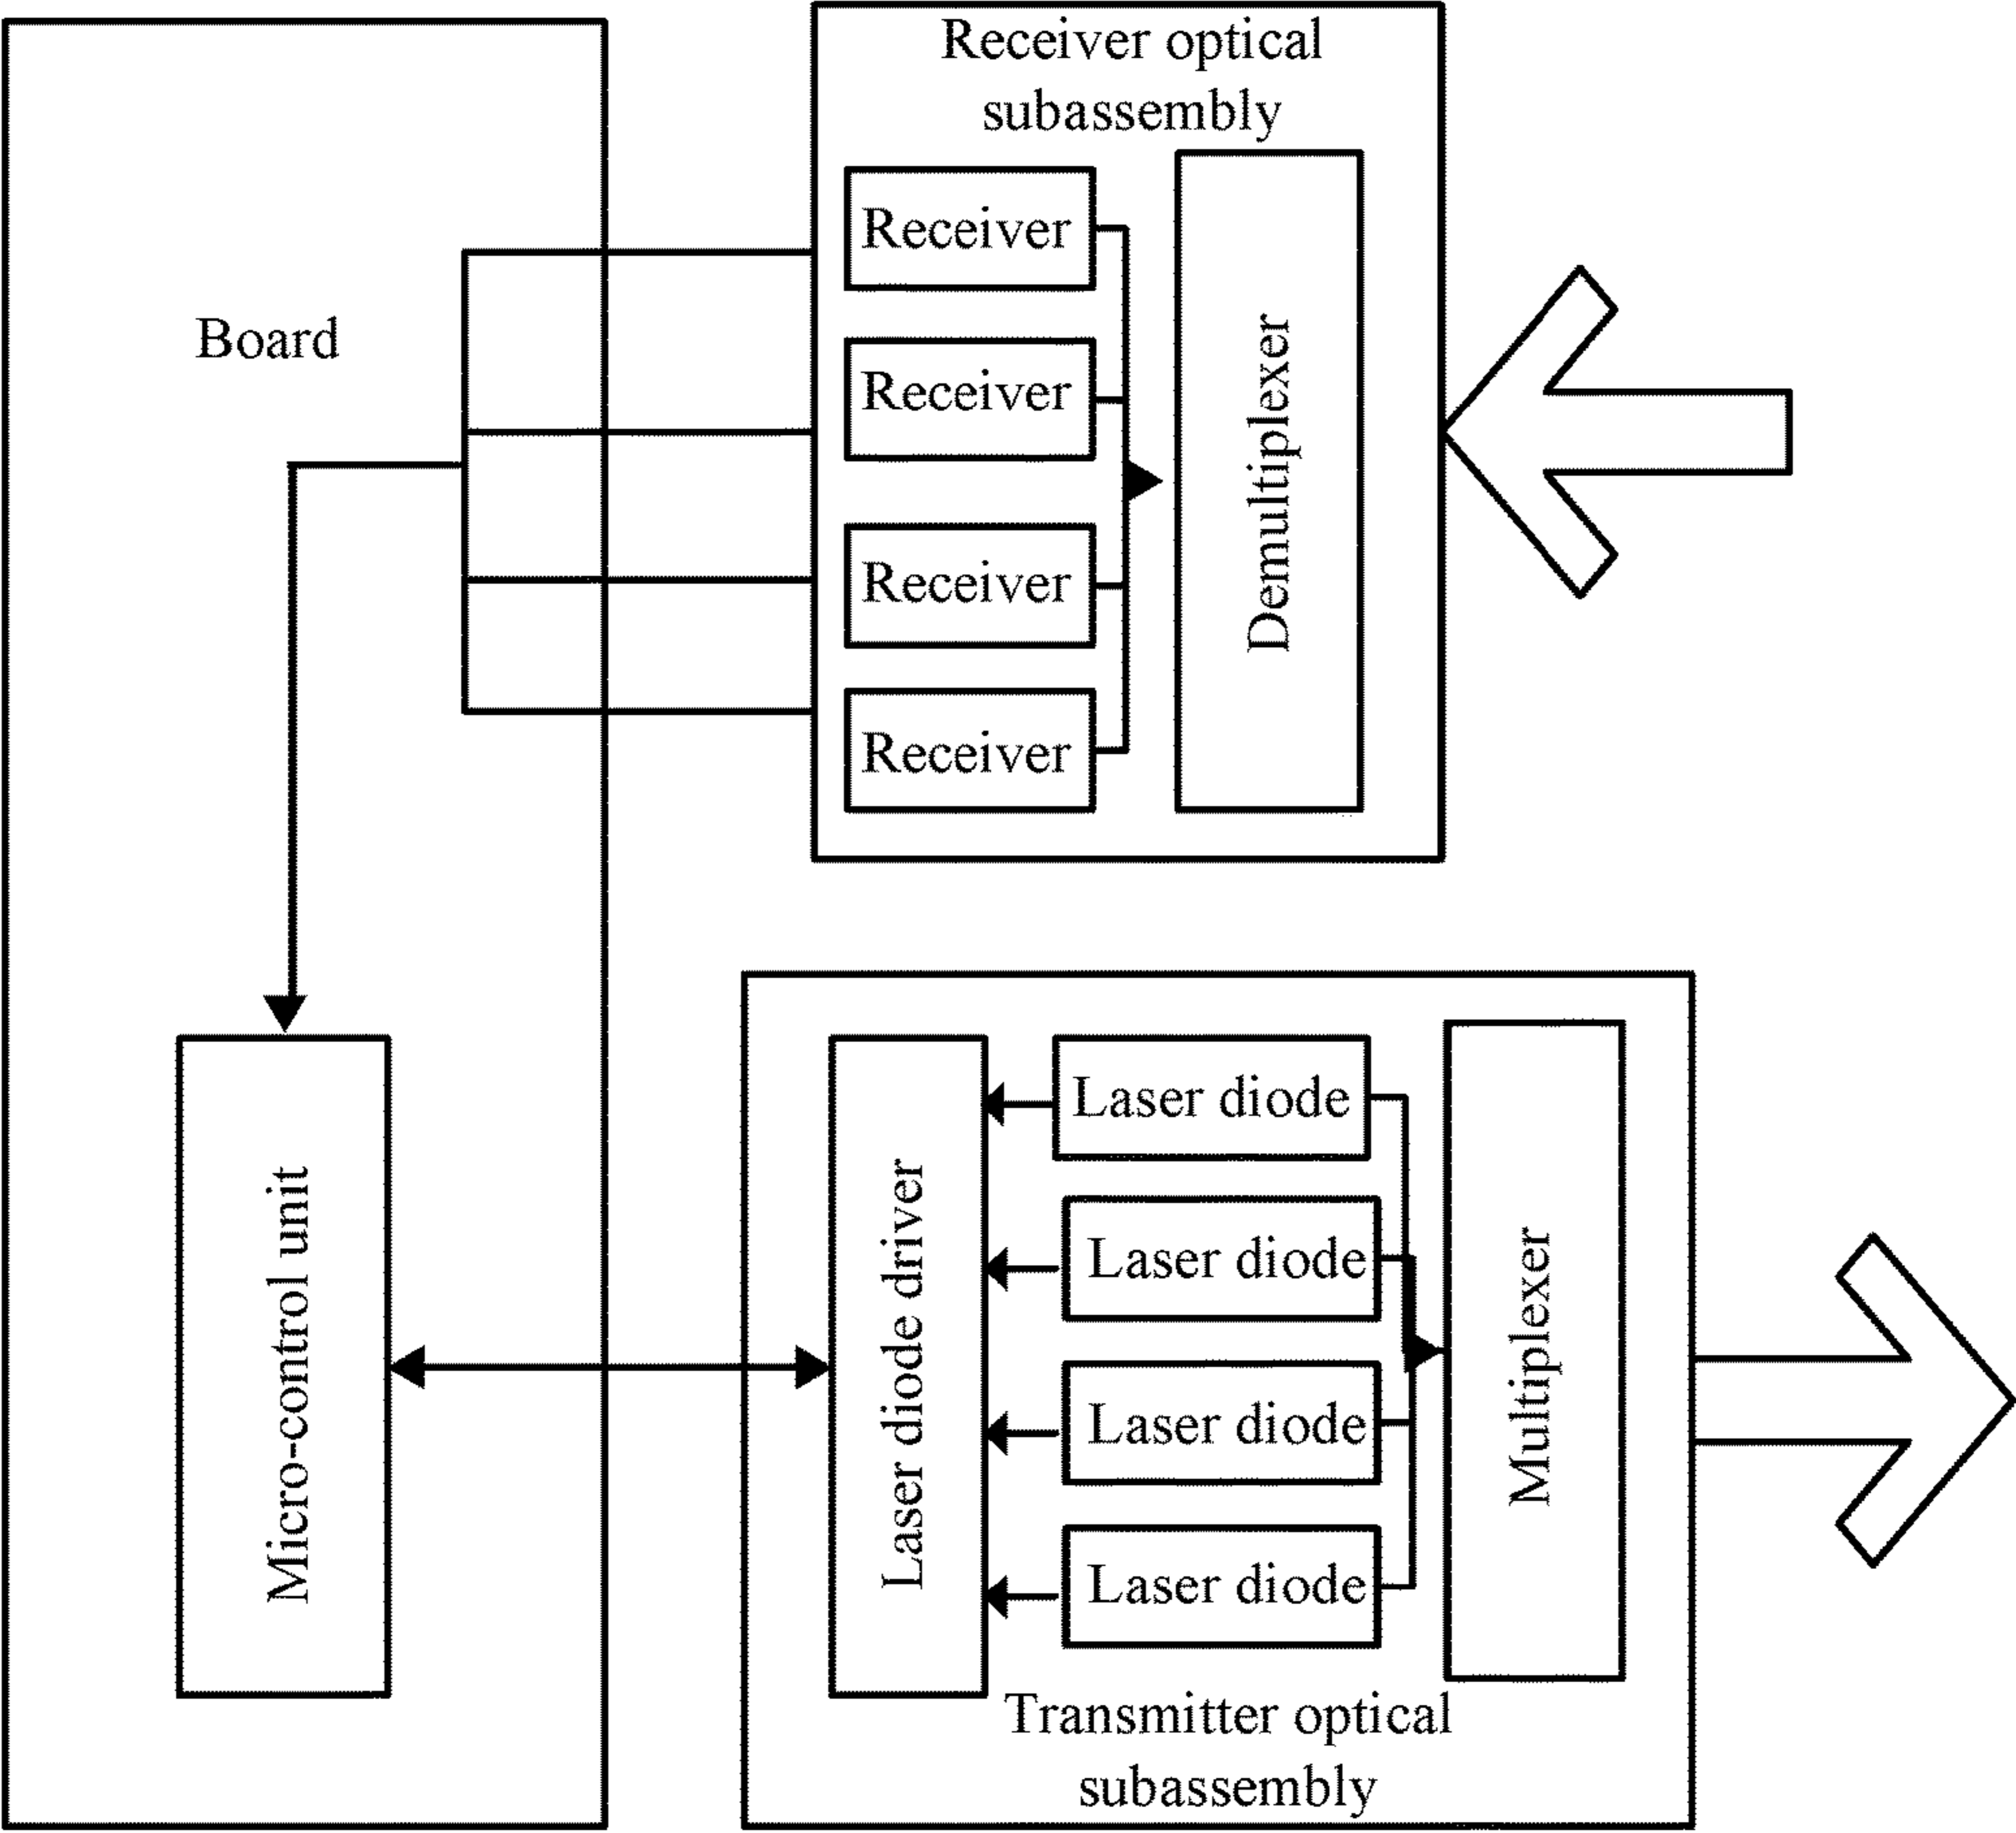 Receiver optical
subassembly
Receiver
Receiver
Receiver
Receiver
Demultiplexer
Board
Micro-control unit
Laser diode driver
Laser diode
Laser diode
Laser diode
Laser diode
Multiplexer
Transmitter optical
subassembly